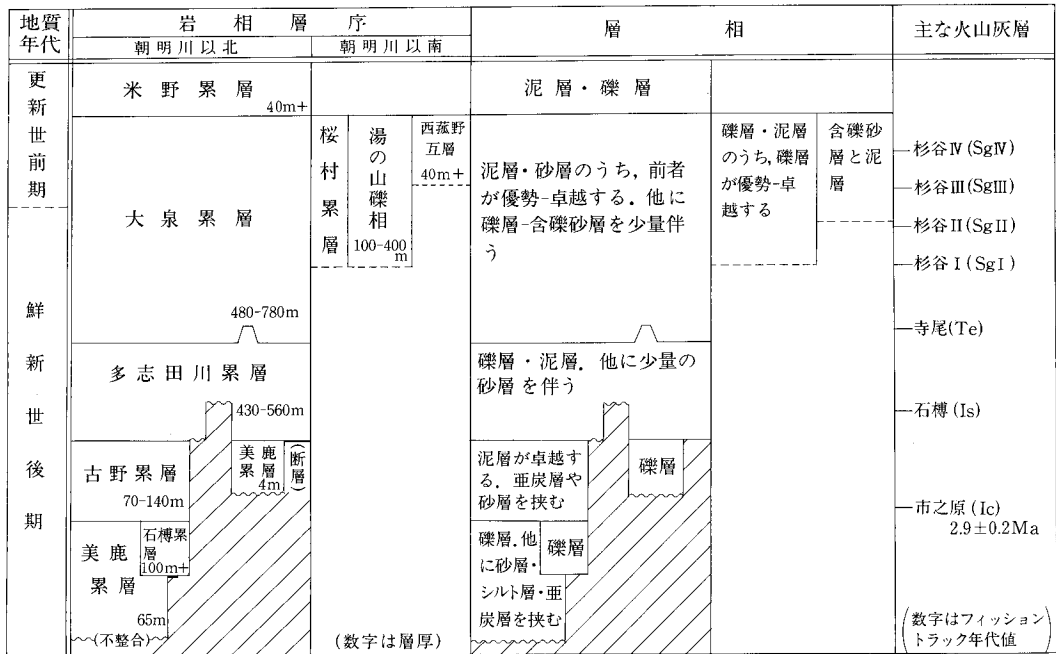 地質年代
岩相層序
朝明川以北
朝明川以南
層相
主な火山灰層
更新世前期
鮮新世後期
米野累層
40m+
大泉累層
480-780m
桜村累層
湯の山礫相
100-400m
西菰野
互層
40m+
多志田川累層
430-560m
古野累層
70-140m
美鹿累層
4m
(断層)
美鹿
累層
65m
石榑累層
100m+
(不整合)
(数字は層厚)
泥層・礫層
泥層・砂層のうち,前者
が優勢-卓越する.他に
礫層-含礫砂層を少量伴
う
礫層・泥層
のうち,礫層
が優勢-卓
越する
含礫砂
層と泥
層
礫層・泥層.他に少量の
砂層を伴う
泥層が卓越す
る.亜炭層や
砂層を挟む
礫層
礫層.他
に砂層・
シルト層・亜
炭層を挟む
礫層
杉谷Ⅳ(SgⅣ)
杉谷Ⅲ(SgⅢ)
杉谷Ⅱ(SgⅡ)
杉谷Ⅰ(SgⅠ)
寺尾(Te)
石榑(Is)
市之原(Ic)
2.9±0.2Ma
(数字はフィッション
トラック年代値)